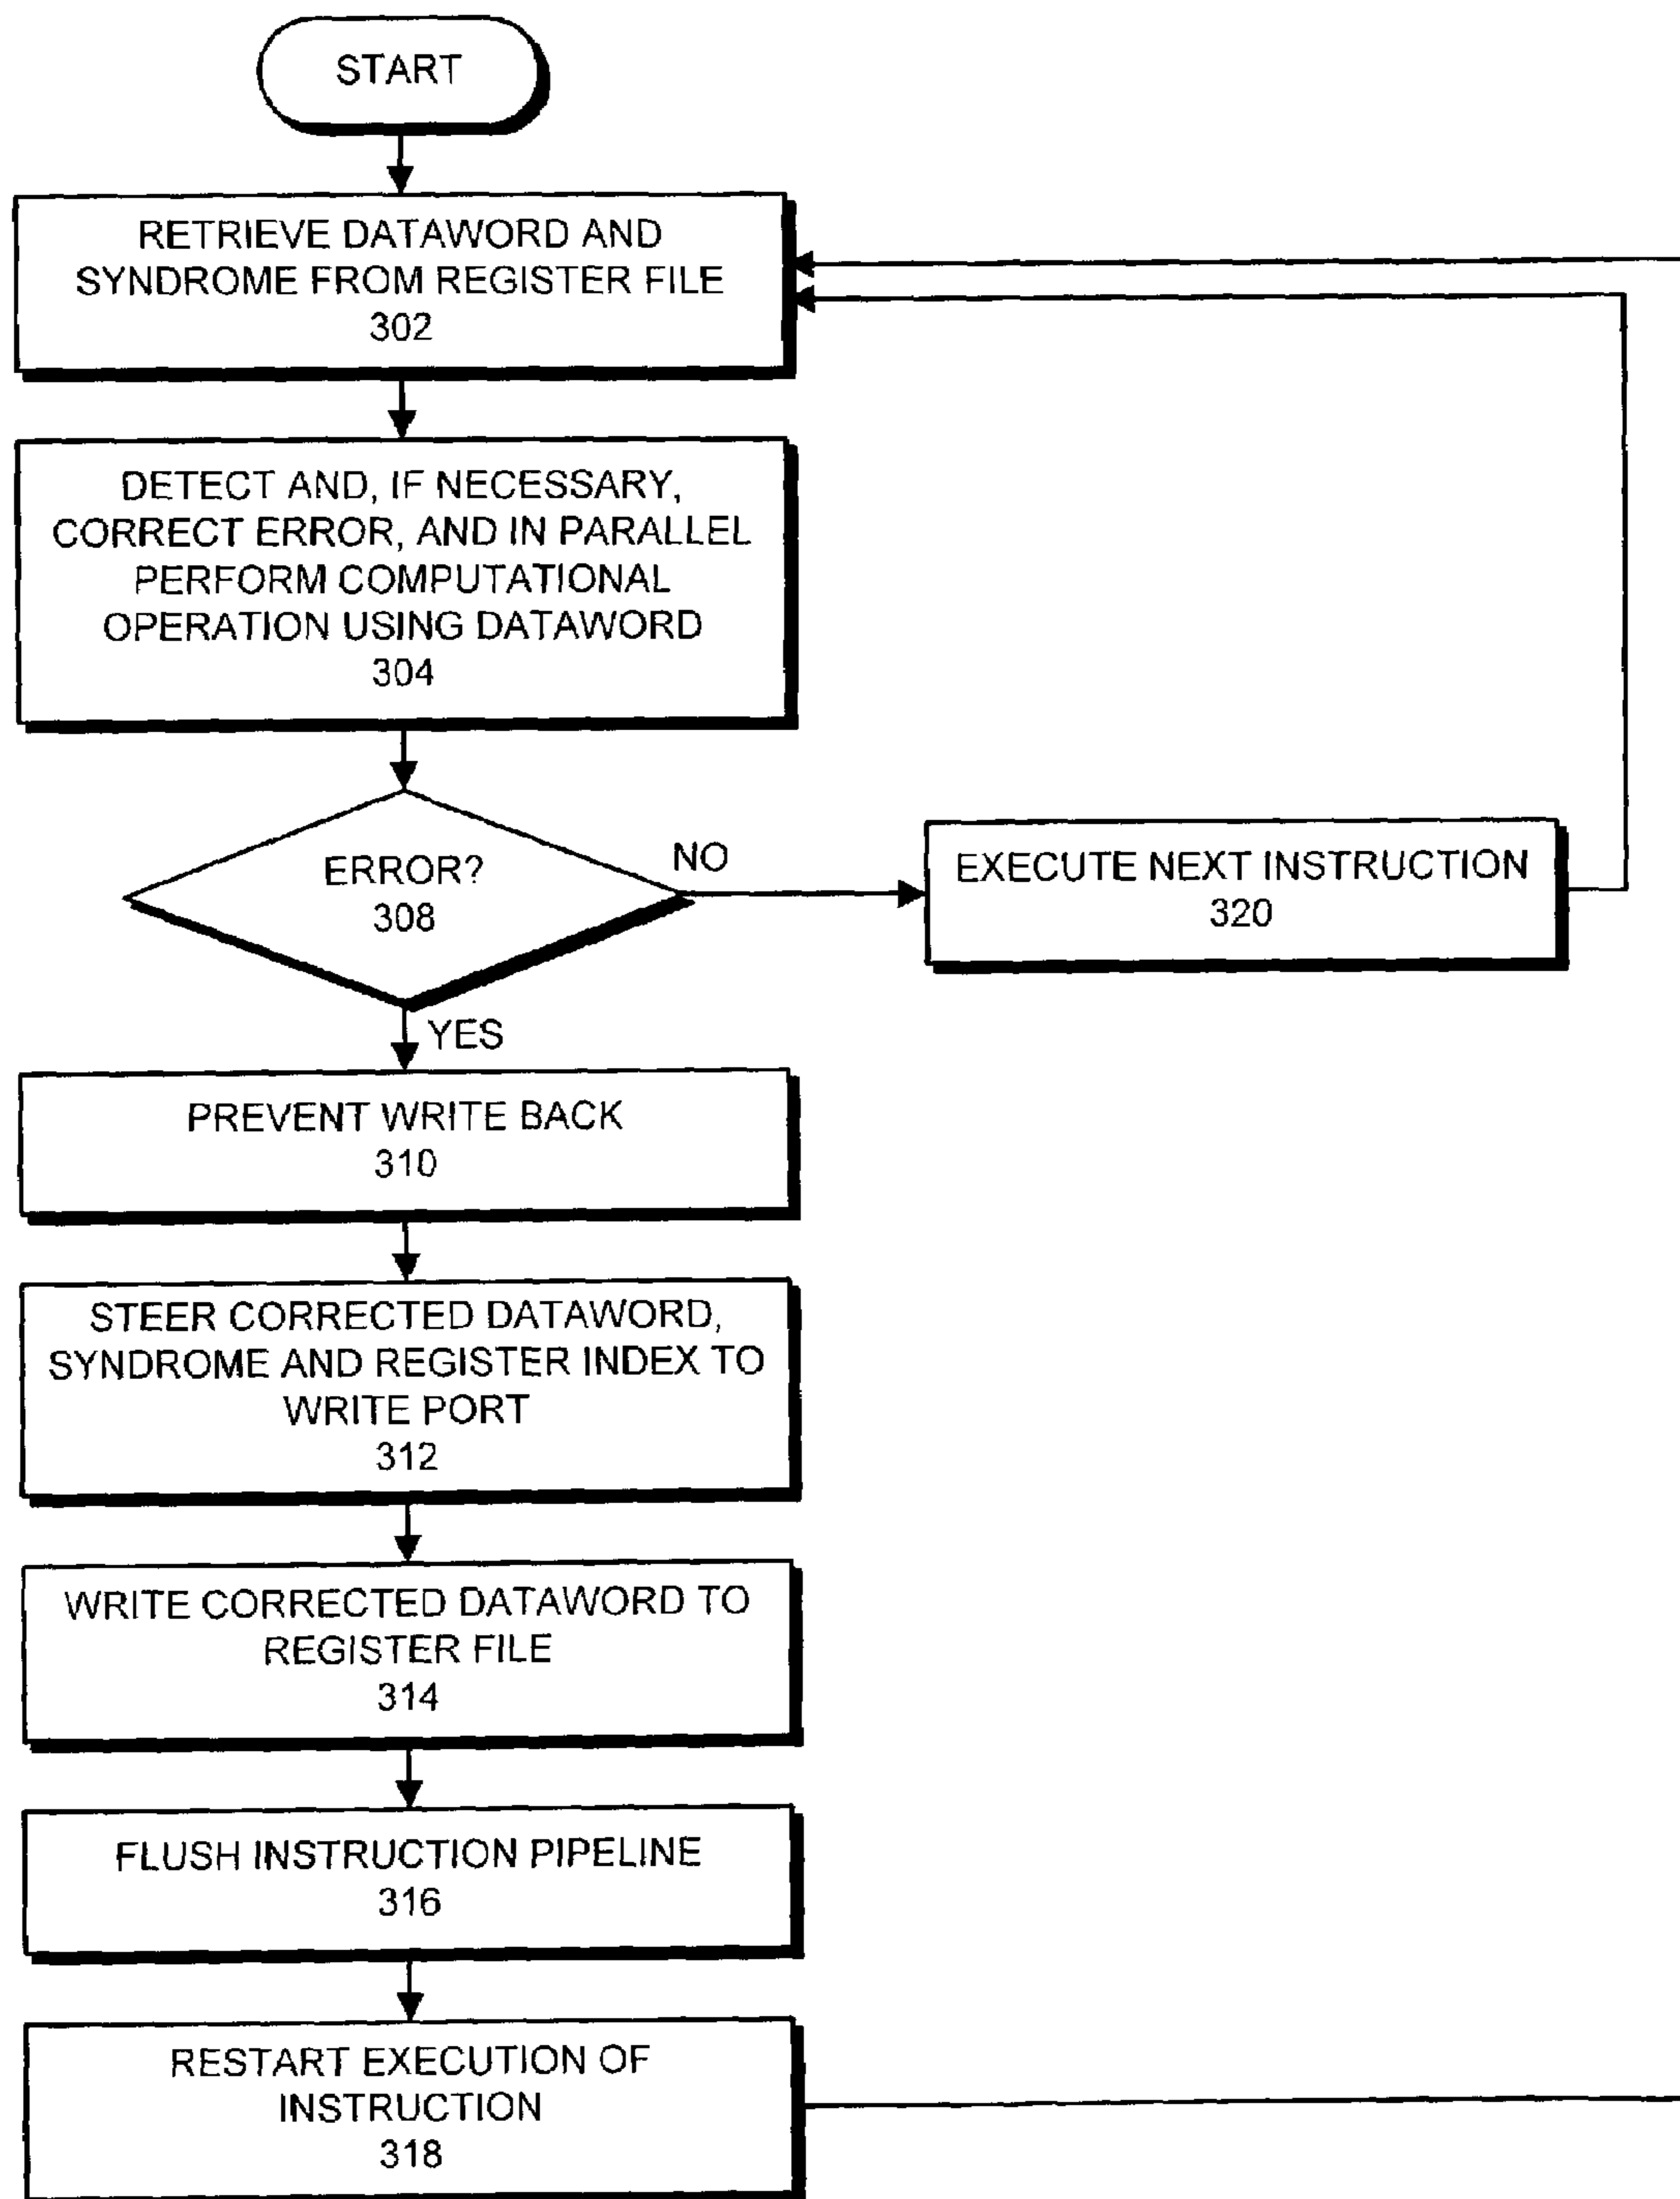 START
RETRIEVE DATAWORD AND
SYNDROME FROM REGISTER FILE
302
DETECT AND, IF NECESSARY,
CORRECT ERROR, AND IN PARALLEL
PERFORM COMPUTATIONAL
OPERATION USING DATAWORD
304
ERROR?
308
NO
EXECUTE NEXT INSTRUCTION
320
YES
PREVENT WRITE BACK
310
STEER CORRECTED DATAWORD,
SYNDROME AND REGISTER INDEX TO
WRITE PORT
312
WRITE CORRECTED DATAWORD TO
REGISTER FILE
314
FLUSH INSTRUCTION PIPELINE
316
RESTART EXECUTION OF
INSTRUCTION
318